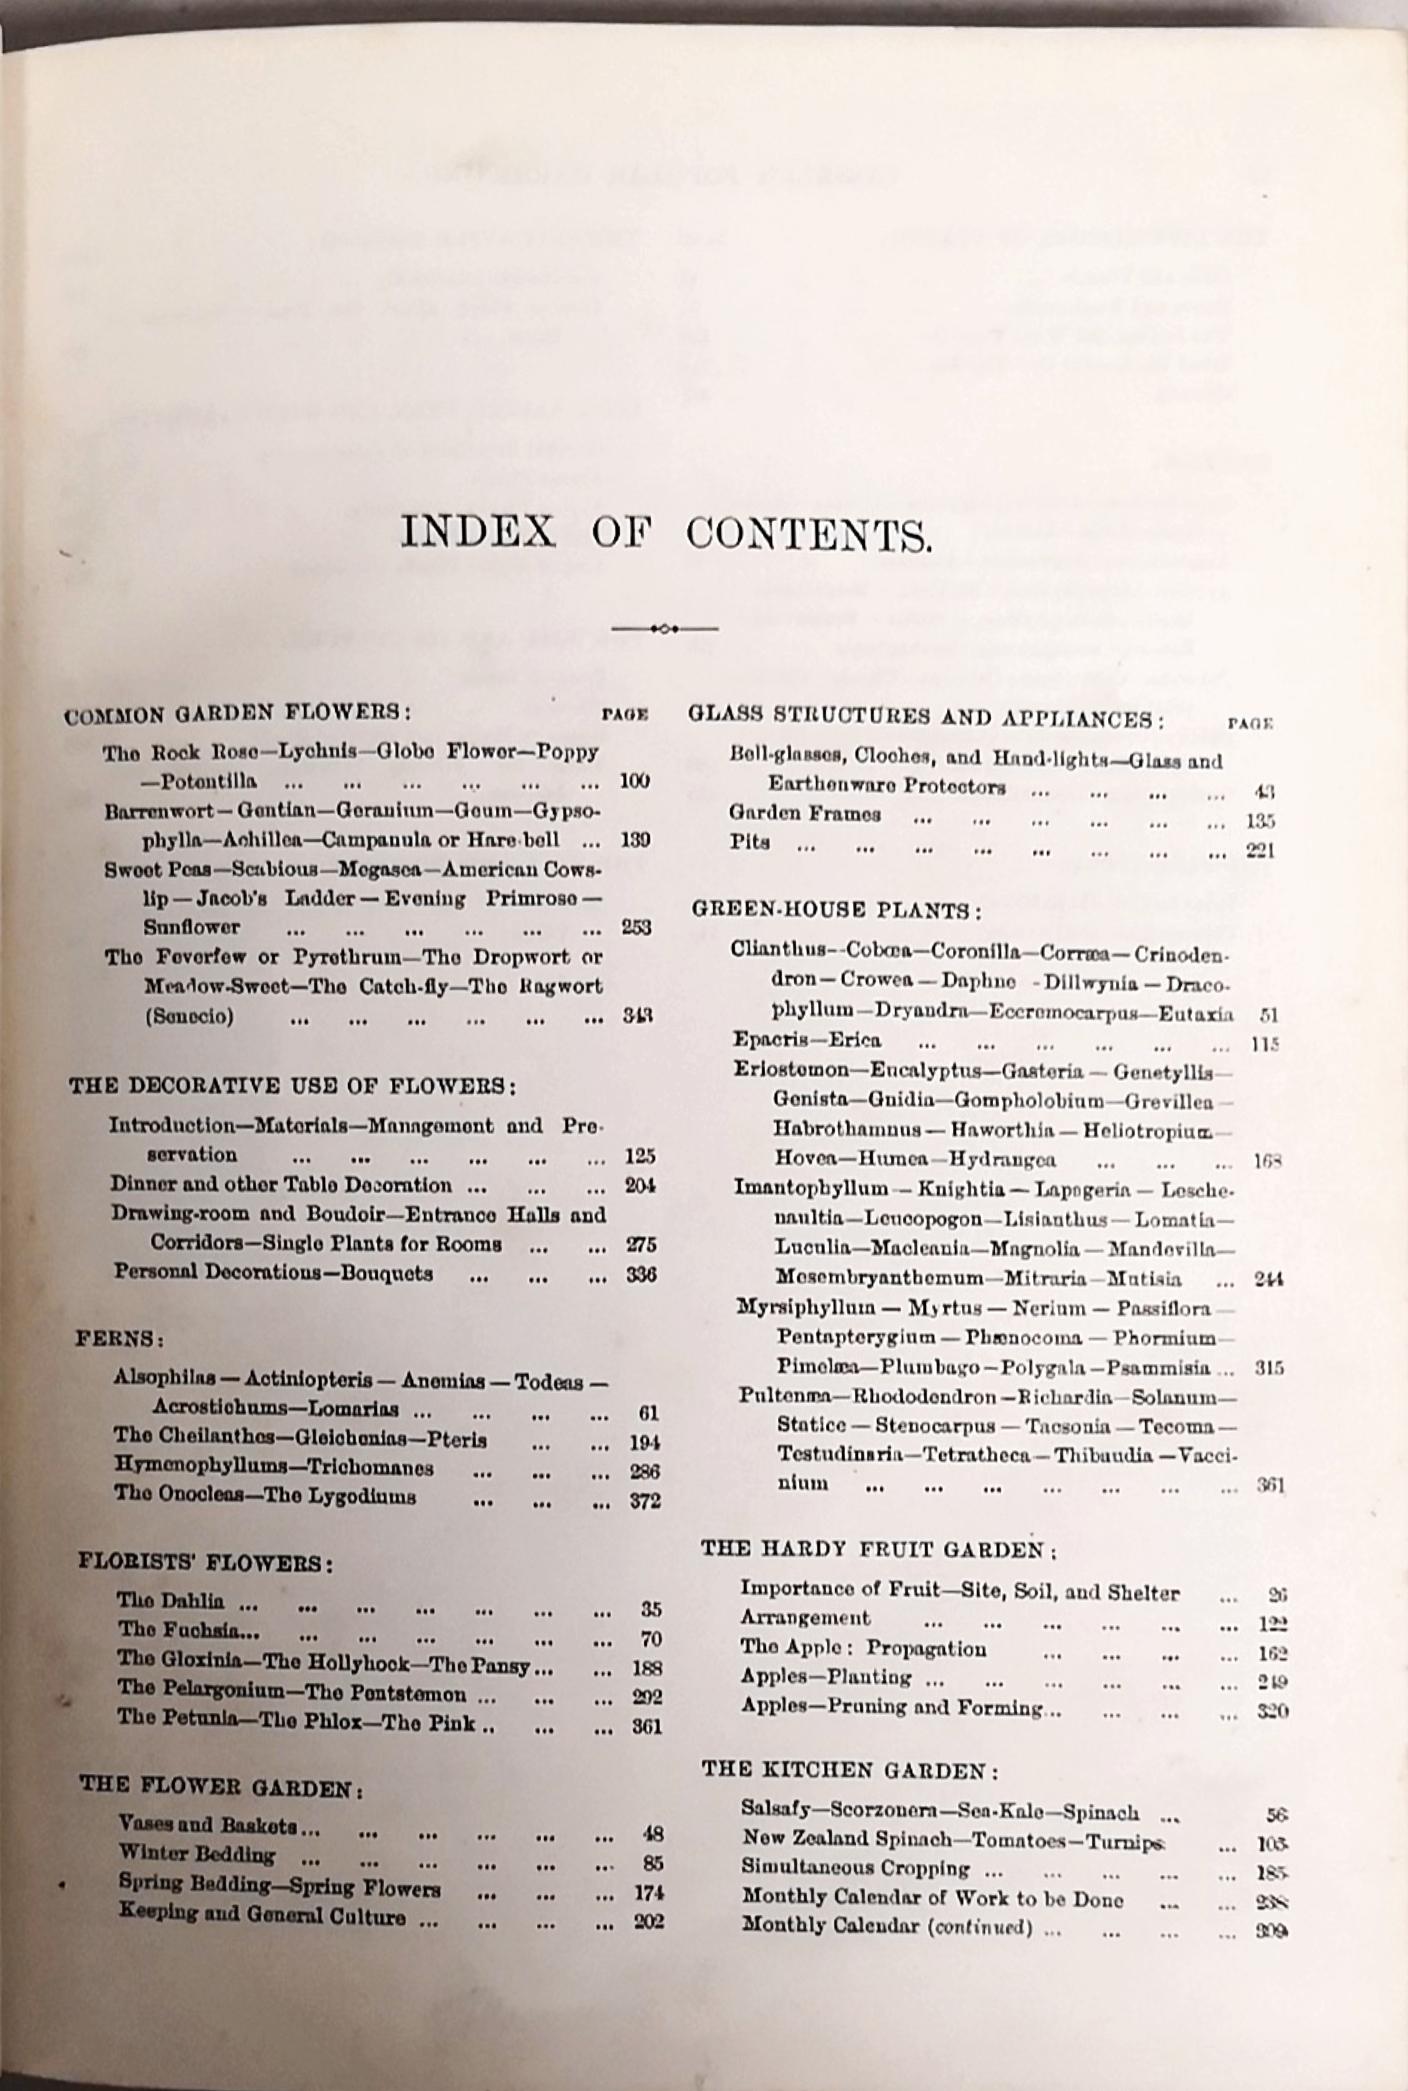 INDEX OF CONTENTS.
COMMON GARDEN FLOWERS: PAGE
The Rock Rose—Lychnis—Globe Flower—Poppy
—Potentilla ... ... ... ... ... ... 100
Barrenwort—Gentian—Geranium—Geum—Gypso-
phylla—Achillea—Campanula or Hare-bell ... 139
Sweet Peas—Scabious—Megasea—American Cows-
lip—Jacob's Ladder—Evening Primrose—
Sunflower ... ... ... ... ... ... 253
The Feverfew or Pyrethrum—The Dropwort or
Meadow-Sweet—The Catch-fly—The Ragwort
(Senecio) ... ... ... ... ... ... 343
THE DECORATIVE USE OF FLOWERS:
Introduction—Materials—Management and Pre-
servation ... ... ... ... ... ... 125
Dinner and other Table Decoration ... ... ... 204
Drawing-room and Boudoir—Entrance Halls and
Corridors—Single Plants for Rooms ... ... 275
Personal Decorations—Bouquets ... ... ... 336
FERNS:
Alsophilas—Actiniopteris—Anemias—Todeas—
Acrostichums—Lomarias ... ... ... ... 61
The Cheilanthes—Gleichenias—Pteris ... ... 194
Hymenophyllums—Trichomanes ... ... ... 286
The Onocleas—The Lygodiums ... ... ... 372
FLORISTS' FLOWERS:
The Dahlia ... ... ... ... ... ... ... 35
The Fuchsia... ... ... ... ... ... ... 70
The Gloxinia—The Hollyhock—The Pansy... ... 188
The Pelargonium—The Pentstemon ... ... ... 292
The Petunia—The Phlox—The Pink .. ... ... 361
THE FLOWER GARDEN:
Vases and Baskets... ... ... ... ... ... 48
Winter Bedding ... ... ... ... ... ... 85
Spring Bedding—Spring Flowers ... ... ... 174
Keeping and General Culture ... ... ... ... 202
GLASS STRUCTURES AND APPLIANCES: PAGE
Bell-glasses, Cloches, and Hand-lights—Glass and
Earthenware Protectors ... ... ... ... 43
Garden Frames ... ... ... ... ... ... 135
Pits ... ... ... ... ... ... ... ... 221
GREEN-HOUSE PLANTS:
Clianthus--Cobœa—Coronilla—Corræa—Crinoden-
dron—Crowea—Daphne -Dillwynia—Draco-
phyllum—Dryandra—Eccremocarpus—Eutaxia 51
Epacris—Erica ... ... ... ... ... ... 115
Eriostemon—Eucalyptus—Gasteria—Genetyllis—
Genista—Gnidia—Gompholobium—Grevillea—
Habrothamnus—Haworthia—Heliotropium—
Hovea—Humea—Hydrangea ... ... ... 168
Imantophyllum—Knightia—Lapageria—Lesche-
naultia—Leucopogon—Lisianthus—Lomatia—
Luculia—Macleania—Magnolia—Mandevilla—
Mesembryanthemum—Mitraria—Mutisia ... 244
Myrsiphyllum—Myrtus—Nerium—Passiflora—
Pentapterygium—Phænocoma—Phormium—
Pimelæa—Plumbago—Polygala—Psammisia ... 315
Pultenæa—Rhododendron—Richardia—Solanum—
Statice—Stenocarpus—Tacsonia—Tecoma—
Testudinaria—Tetratheca—Thibaudia—Vacci-
nium ... ... ... ... ... ... ... 361
THE HARDY FRUIT GARDEN:
Importance of Fruit—Site, Soil, and Shelter ... 26
Arrangement ... ... ... ... ... ... 122
The Apple: Propagation ... ... ... ... 162
Apples—Planting ... ... ... ... ... ... 249
Apples—Pruning and Forming... ... ... ... 320
THE KITCHEN GARDEN:
Salsafy—Scorzonera—Sea-Kale—Spinach ... 56
New Zealand Spinach—Tomatoes—Turnips ... 105
Simultaneous Cropping ... ... ... ... ... 185
Monthly Calendar of Work to be Done ... ... 238
Monthly Calendar (continued) ... ... ... ... 309